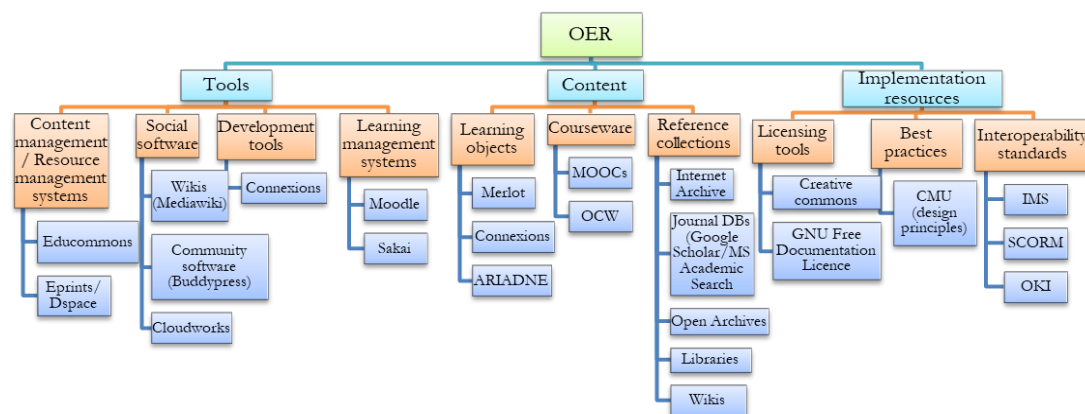 OER
Tools
Content
Implementation
resources
Content
management
/ Resource
management
systems
Social
software
Development
tools
Learning
management
systems
Learning
objects
Courseware
Reference
collections
Licensing
tools
Best
practices
Interoperability
standards
Educommons
Eprints/
Dspace
Wikis
(Mediawiki)
Community
software
(Buddypress)
Cloudworks
Connexions
Moodle
Sakai
Merlot
Connexions
ARIADNE
MOOCs
OCW
Internet
Archive
Journal DBs
(Google
Scholar/MS
Academic
Search
Open Archives
Libraries
Wikis
Creative
commons
GNU Free
Documentation
Licence
CMU
(design
principles)
IMS
SCORM
OKI